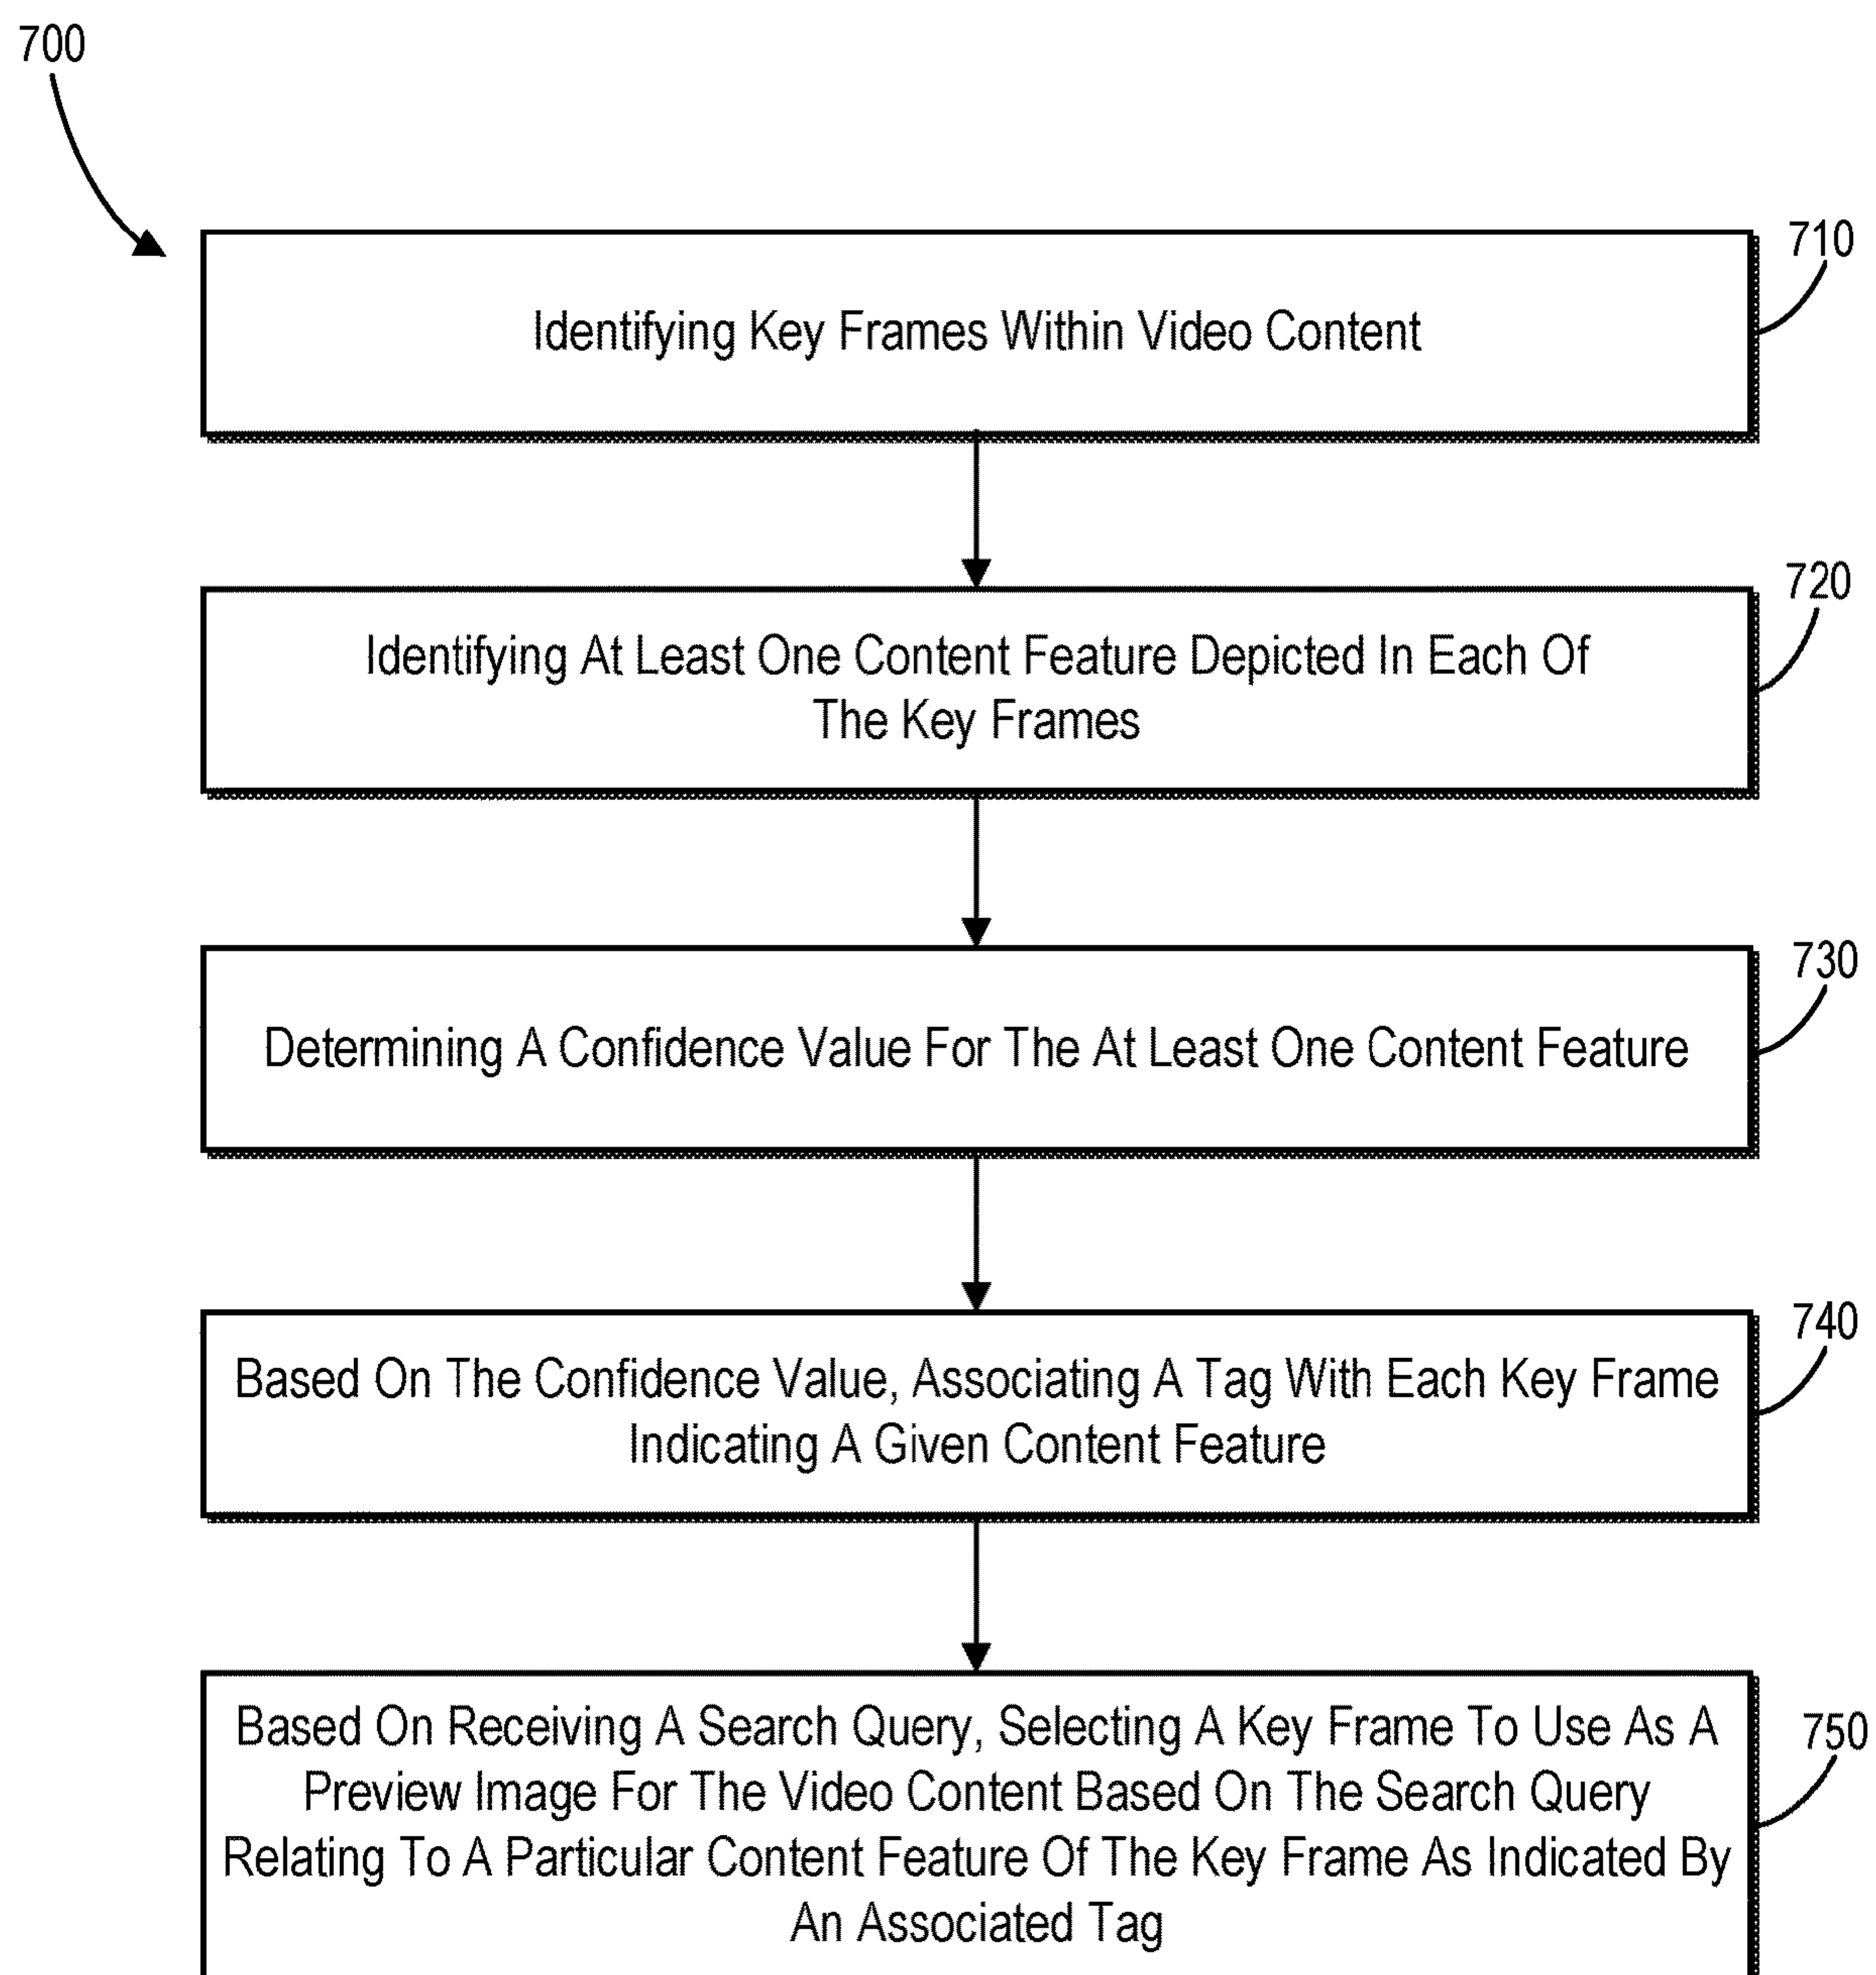 700
710
Identifying Key Frames Within Video Content
720
Identifying At Least One Content Feature Depicted In Each Of
The Key Frames
730
Determining A Confidence Value For The At Least One Content Feature
740
Based On The Confidence Value, Associating A Tag With Each Key Frame
Indicating A Given Content Feature
750
Based On Receiving A Search Query, Selecting A Key Frame To Use As A
Preview Image For The Video Content Based On The Search Query
Relating To A Particular Content Feature Of The Key Frame As Indicated By
An Associated Tag